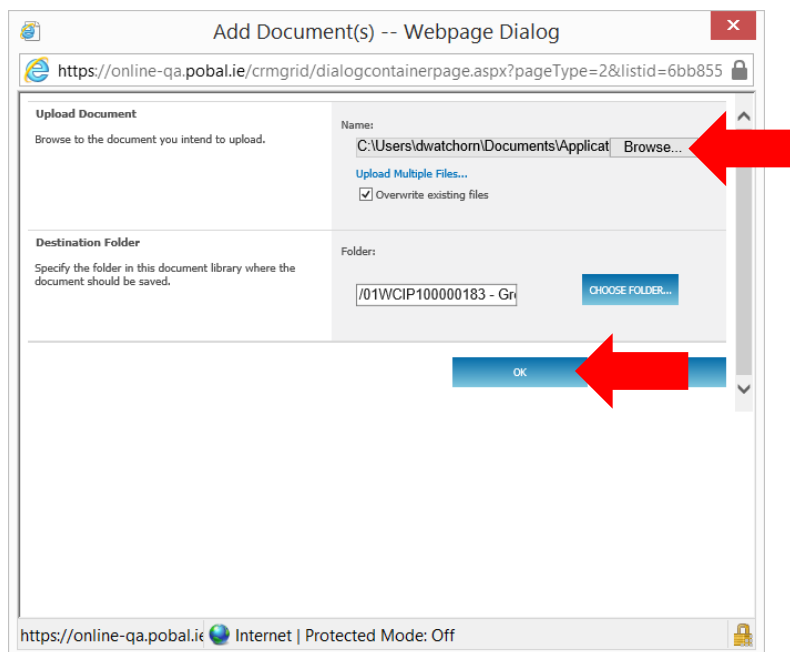 Add Document(s) -- Webpage Dialog
x
https://online-qa.pobal.ie/crmgrid/dialogcontainerpage.aspx?pageType=2&listid=6bb855
Upload Document
Browse to the document you intend to upload.
Name:
C:\Users\dwatchorn\Documents\Applicat
Browse...
Upload Multiple Files...
Overwrite existing files
Destination Folder
Specify the folder in this document library where the
document should be saved.
Folder:
/01WCIP100000183 - Gr
CHOOSE FOLDER...
OK
https://online-qa.pobal.ie
Internet | Protected Mode: Off